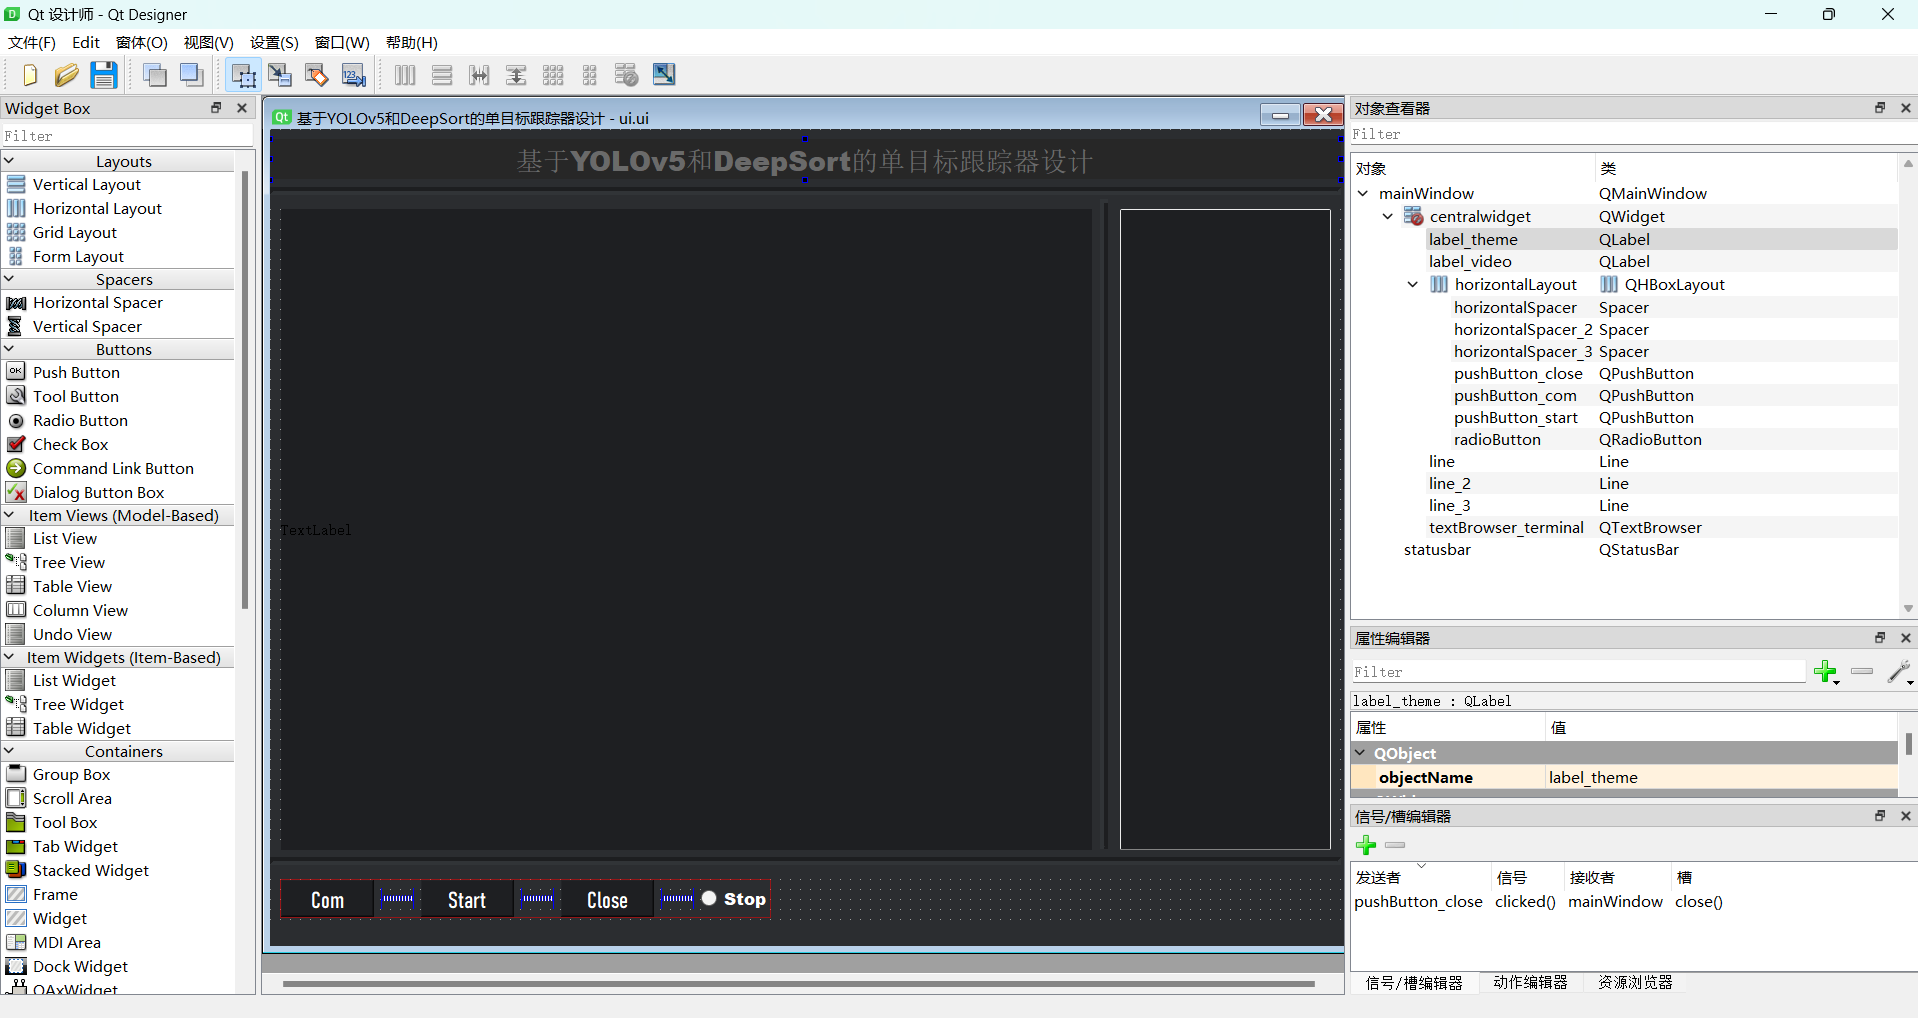 Qt 设计师 - Qt Designer
文件(F) Edit 窗体(O) 视图(V) 设置(S) 窗口(W) 帮助(H)
Widget Box
Filter
Layouts
Vertical Layout
Horizontal Layout
Grid Layout
Form Layout
Spacers
Horizontal Spacer
Vertical Spacer
Buttons
Push Button
Tool Button
Radio Button
Check Box
Command Link Button
Dialog Button Box
Item Views (Model-Based)
List View
Tree View
Table View
Column View
Undo View
Item Widgets (Item-Based)
List Widget
Tree Widget
Table Widget
Containers
Group Box
Scroll Area
Tool Box
Tab Widget
Stacked Widget
Frame
Widget
MDI Area
Dock Widget
QAxWidget
基于YOLOv5和DeepSort的单目标跟踪器设计 - ui.ui
基于YOLOv5和DeepSort的单目标跟踪器设计
TextLabel
Com Start Close Stop
对象查看器
Filter
对象 类
mainWindow QMainWindow
centralwidget QWidget
label_theme QLabel
label_video QLabel
horizontalLayout QHBoxLayout
horizontalSpacer Spacer
horizontalSpacer_2 Spacer
horizontalSpacer_3 Spacer
pushButton_close QPushButton
pushButton_com QPushButton
pushButton_start QPushButton
radioButton QRadioButton
line Line
line_2 Line
line_3 Line
textBrowser_terminal QTextBrowser
statusbar QStatusBar
属性编辑器
Filter
label_theme : QLabel
属性 值
QObject
objectName label_theme
信号/槽编辑器
发送者 信号 接收者 槽
pushButton_close clicked() mainWindow close()
信号/槽编辑器 动作编辑器 资源浏览器